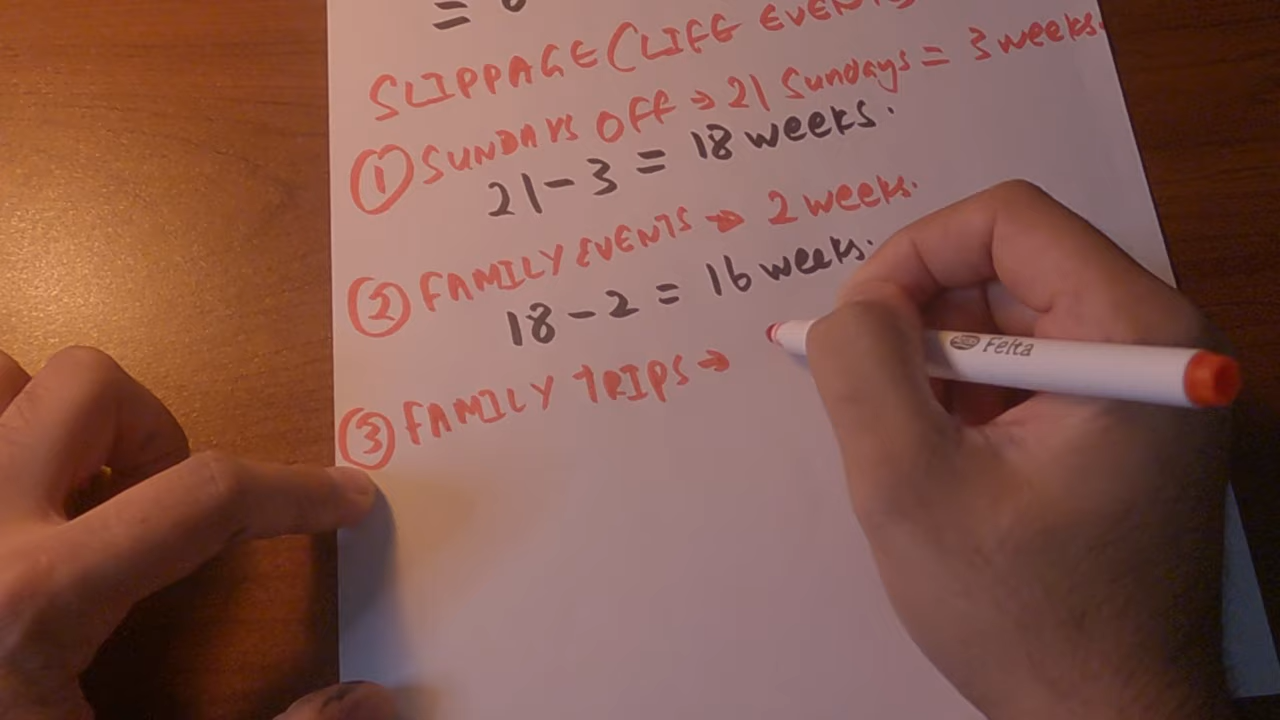 SLIPPAGE (LIFE EVENTS
① SUNDAYS OFF → 21 Sundays = 3 weeks.
21 - 3 = 18 weeks.
② FAMILY EVENTS → 2 weeks.
18 - 2 = 16 weeks.
③ FAMILY TRIPS →
Felta